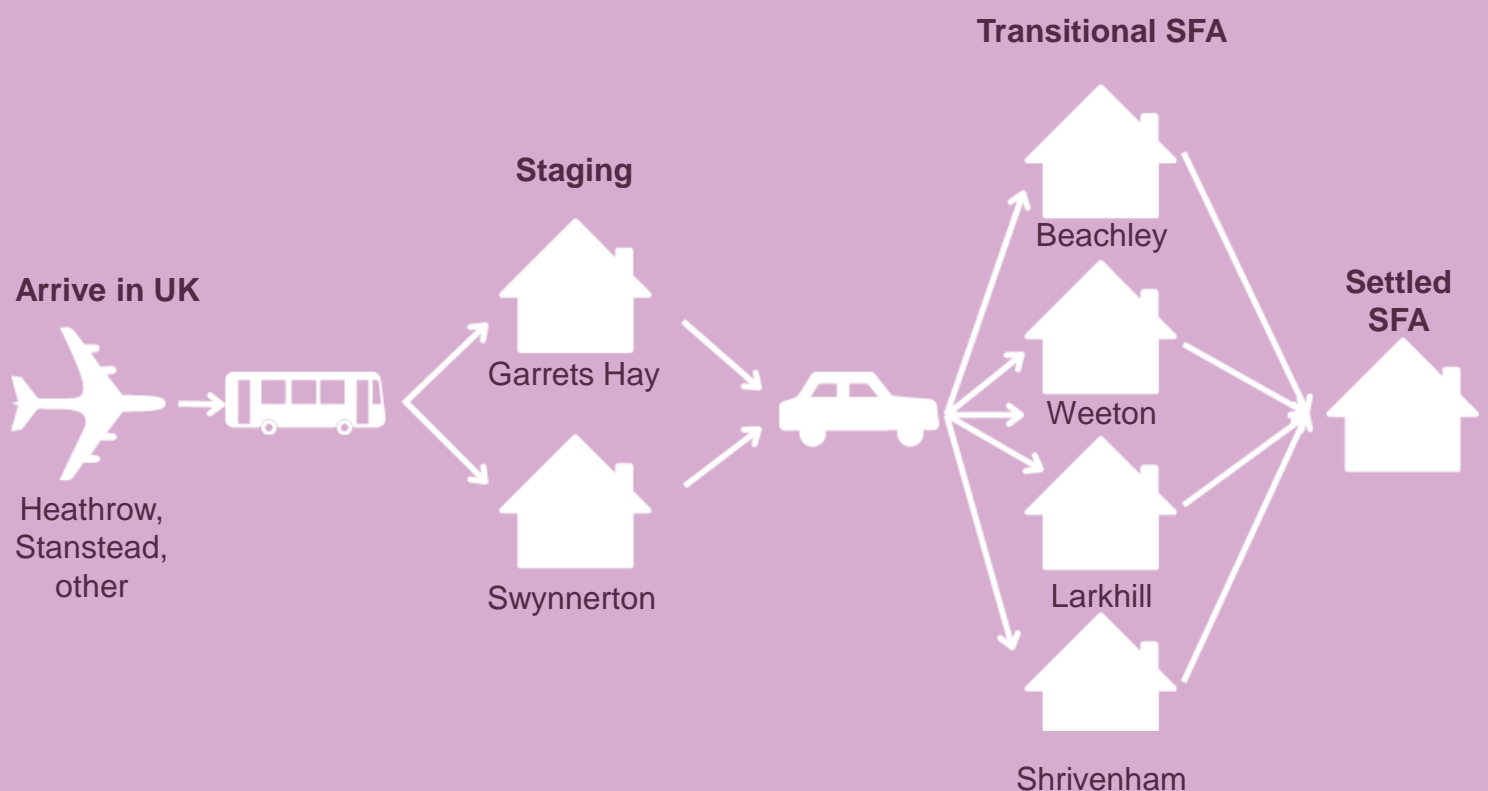 Arrive in UK
Heathrow,
Stanstead,
other
Staging
Garrets Hay
Swynnerton
Transitional SFA
Beachley
Weeton
Larkhill
Shrivenham
Settled
SFA